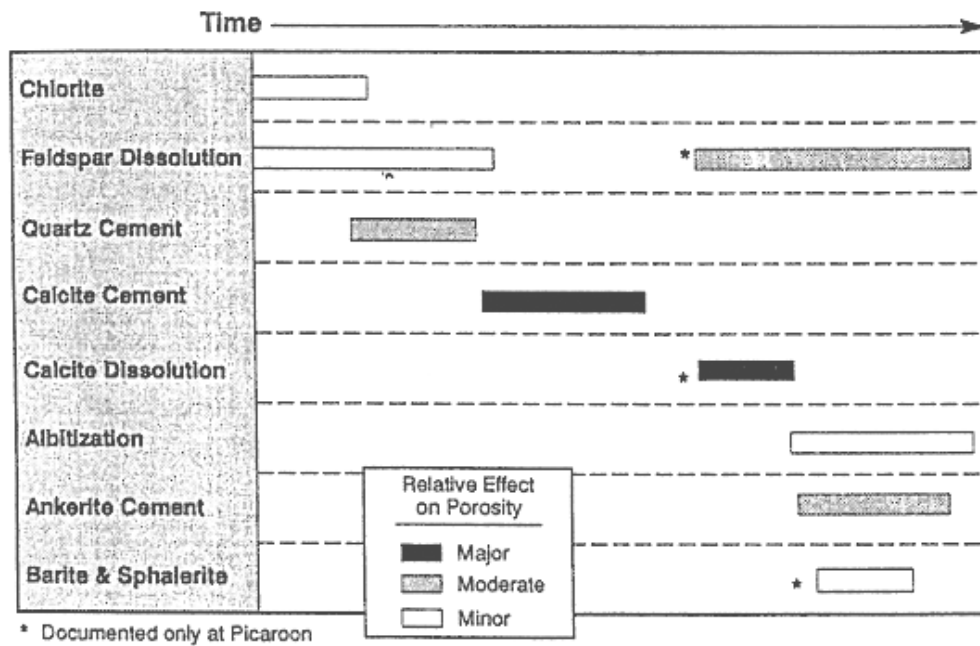 Time
Chlorite
Feldspar Dissolution
*
Quartz Cement
Calcite Cement
Calcite Dissolution
*
Albitization
Ankerite Cement
Barite & Sphalerite
*
Relative Effect
on Porosity
Major
Moderate
Minor
* Documented only at Picaroon